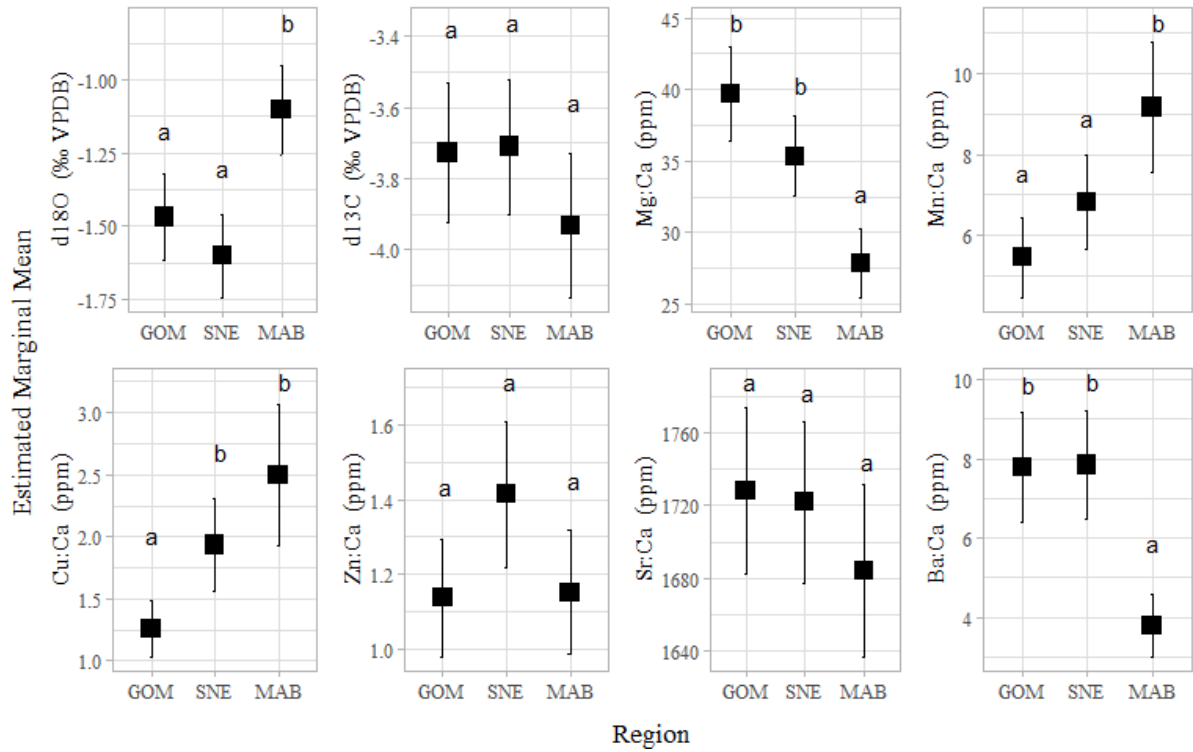 Estimated Marginal Mean
d18O (‰ VPDB)
-1.00
-1.25
-1.50
-1.75
a
a
b
GOM SNE MAB
d13C (‰ VPDB)
-3.4
-3.6
-3.8
-4.0
a
a
a
GOM SNE MAB
Mg:Ca (ppm)
45
40
35
30
25
b
b
a
GOM SNE MAB
Mn:Ca (ppm)
10
8
6
a
a
b
GOM SNE MAB
Cu:Ca (ppm)
3.0
2.5
2.0
1.5
1.0
a
b
b
GOM SNE MAB
Zn:Ca (ppm)
1.6
1.4
1.2
1.0
a
a
a
GOM SNE MAB
Sr:Ca (ppm)
1760
1720
1680
1640
a
a
a
GOM SNE MAB
Ba:Ca (ppm)
10
8
6
4
b
b
a
GOM SNE MAB
Region